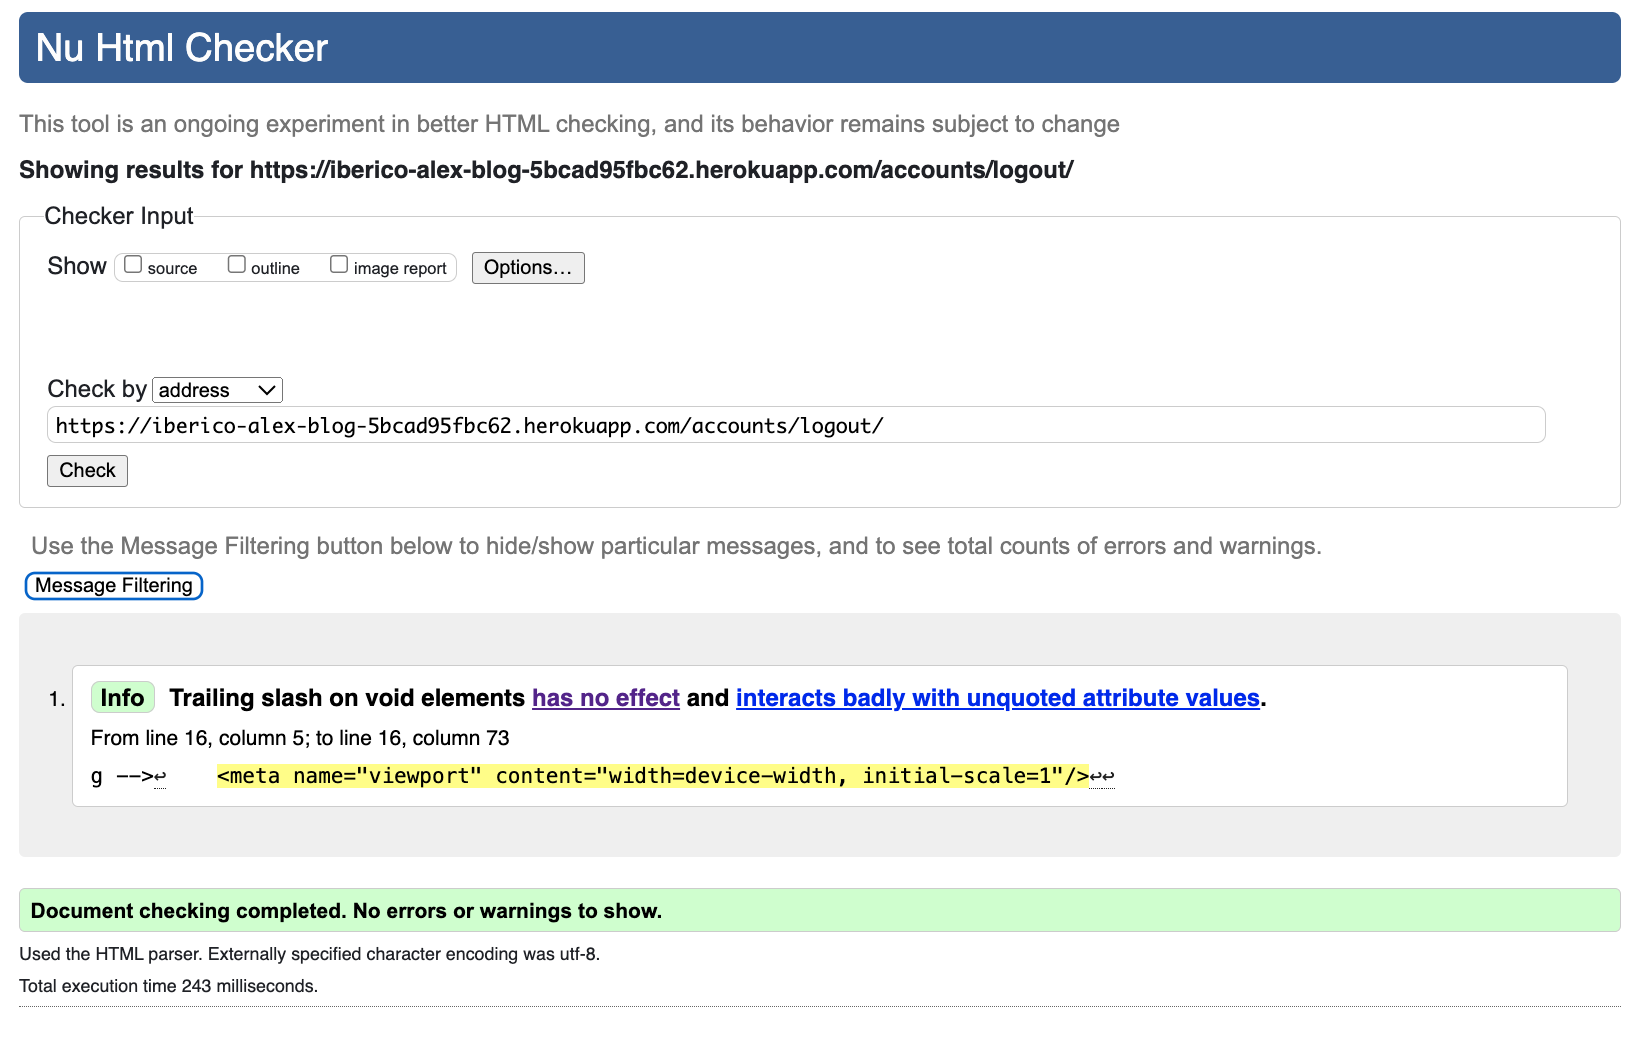 Nu Html Checker
This tool is an ongoing experiment in better HTML checking, and its behavior remains subject to change
Showing results for https://iberico-alex-blog-5bcad95fbc62.herokuapp.com/accounts/logout/
Checker Input
Show source outline image report Options...
Check by address
https://iberico-alex-blog-5bcad95fbc62.herokuapp.com/accounts/logout/
Check
Use the Message Filtering button below to hide/show particular messages, and to see total counts of errors and warnings.
Message Filtering
1. Info Trailing slash on void elements has no effect and interacts badly with unquoted attribute values.
From line 16, column 5; to line 16, column 73
g -->↩ <meta name="viewport" content="width=device-width, initial-scale=1"/>↩↩
Document checking completed. No errors or warnings to show.
Used the HTML parser. Externally specified character encoding was utf-8.
Total execution time 243 milliseconds.